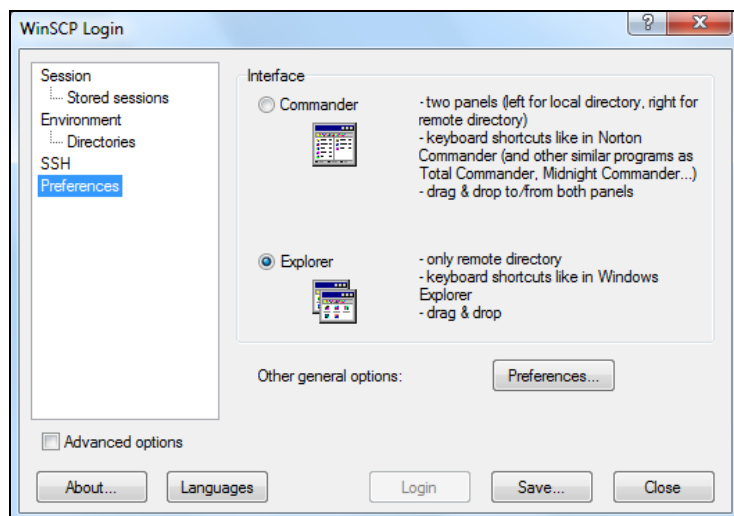 WinSCP Login
?
X
Session
Stored sessions
Environment
Directories
SSH
Preferences
Interface
Commander
- two panels (left for local directory, right for
remote directory)
- keyboard shortcuts like in Norton
Commander (and other similar programs as
Total Commander, Midnight Commander...)
- drag & drop to/from both panels
Explorer
- only remote directory
- keyboard shortcuts like in Windows
Explorer
- drag & drop
Other general options:
Preferences...
Advanced options
About...
Languages
Login
Save...
Close